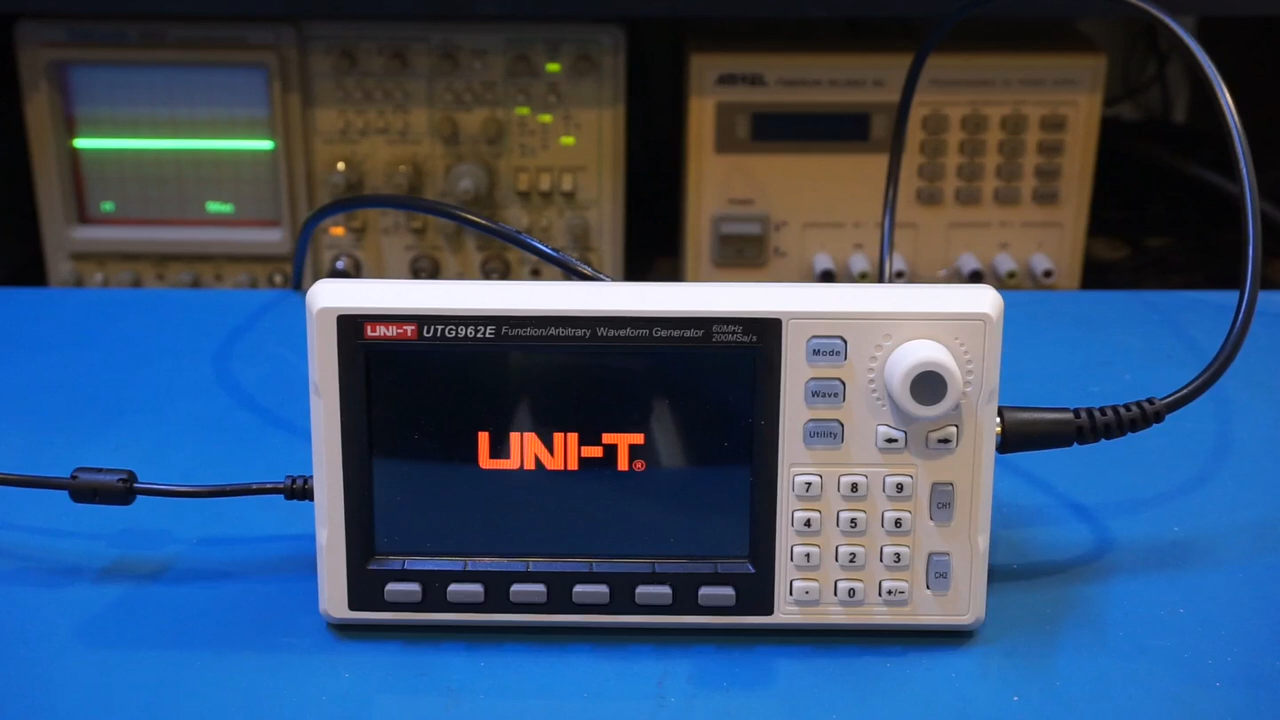 UNI-T UTG962E Function/Arbitrary Waveform Generator 60MHz
200MSa/s
UNI-T®
Mode
Wave
Utility
7 8 9
4 5 6
1 2 3
. 0 +/-
CH1
CH2